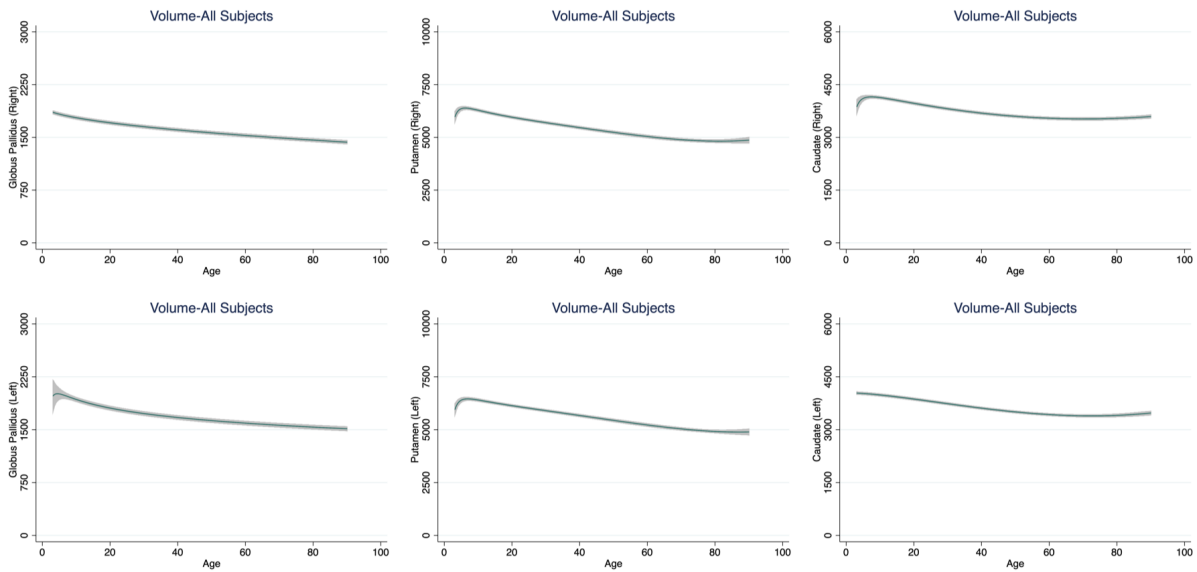 Volume-All Subjects
Globus Pallidus (Right)
3000
2250
1500
750
0
0 20 40 60 80 100
Age
Volume-All Subjects
Putamen (Right)
10000
7500
5000
2500
0
0 20 40 60 80 100
Age
Volume-All Subjects
Caudate (Right)
6000
4500
3000
1500
0
0 20 40 60 80 100
Age
Volume-All Subjects
Globus Pallidus (Left)
3000
2250
1500
750
0
0 20 40 60 80 100
Age
Volume-All Subjects
Putamen (Left)
10000
7500
5000
2500
0
0 20 40 60 80 100
Age
Volume-All Subjects
Caudate (Left)
6000
4500
3000
1500
0
0 20 40 60 80 100
Age